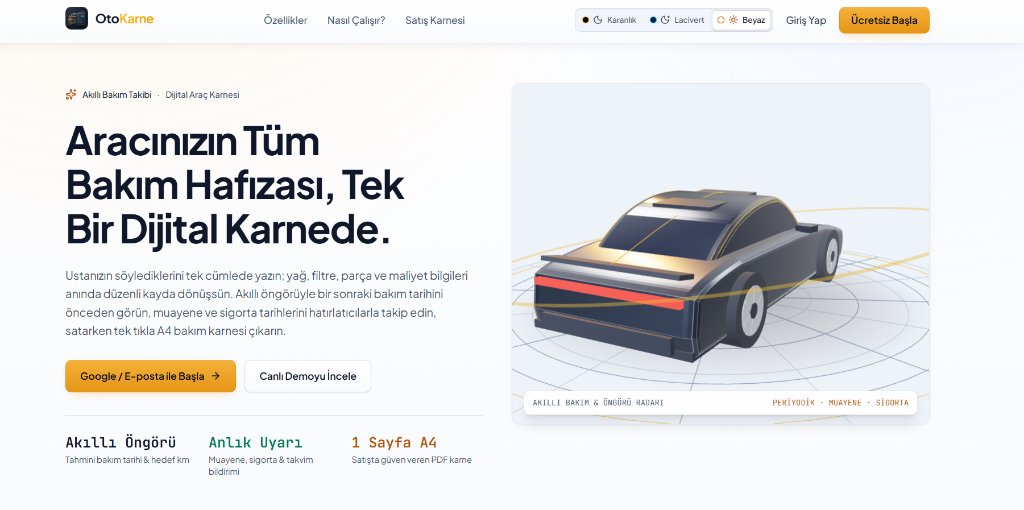 OtoKarne
Özellikler
Nasıl Çalışır?
Satış Karnesi
Karanlık
Lacivert
Beyaz
Giriş Yap
Ücretsiz Başla
Akıllı Bakım Takibi · Dijital Araç Karnesi
Aracınızın Tüm
Bakım Hafızası, Tek
Bir Dijital Karnede.
Ustanızın söylediklerini tek cümlede yazın; yağ, filtre, parça ve maliyet bilgileri
anında düzenli kayda dönüşsün. Akıllı öngörüyle bir sonraki bakım tarihini
önceden görün, muayene ve sigorta tarihlerini hatırlatıcılarla takip edin,
satarken tek tıkla A4 bakım karnesi çıkarın.
Google / E-posta ile Başla →
Canlı Demoyu İncele
AKILLI BAKIM & ÖNGÖRÜ RADARI
PERİYODİK · MUAYENE · SİGORTA
Akıllı Öngörü
Tahmini bakım tarihi & hedef km
Anlık Uyarı
Muayene, sigorta & takvim
bildirimi
1 Sayfa A4
Satışta güven veren PDF karne